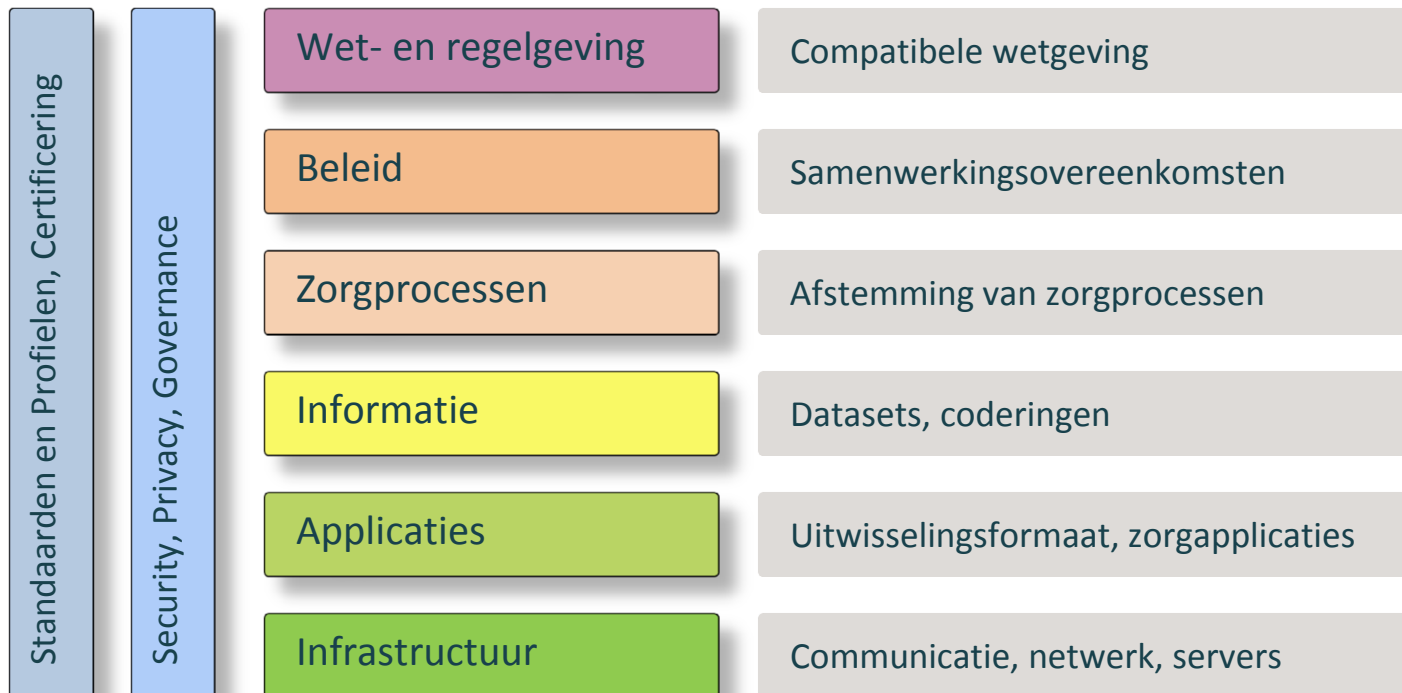 Standaarden en Profielen, Certificering
Security, Privacy, Governance
Wet- en regelgeving
Compatibele wetgeving
Beleid
Samenwerkingsovereenkomsten
Zorgprocessen
Afstemming van zorgprocessen
Informatie
Datasets, coderingen
Applicaties
Uitwisselingsformaat, zorgapplicaties
Infrastructuur
Communicatie, netwerk, servers